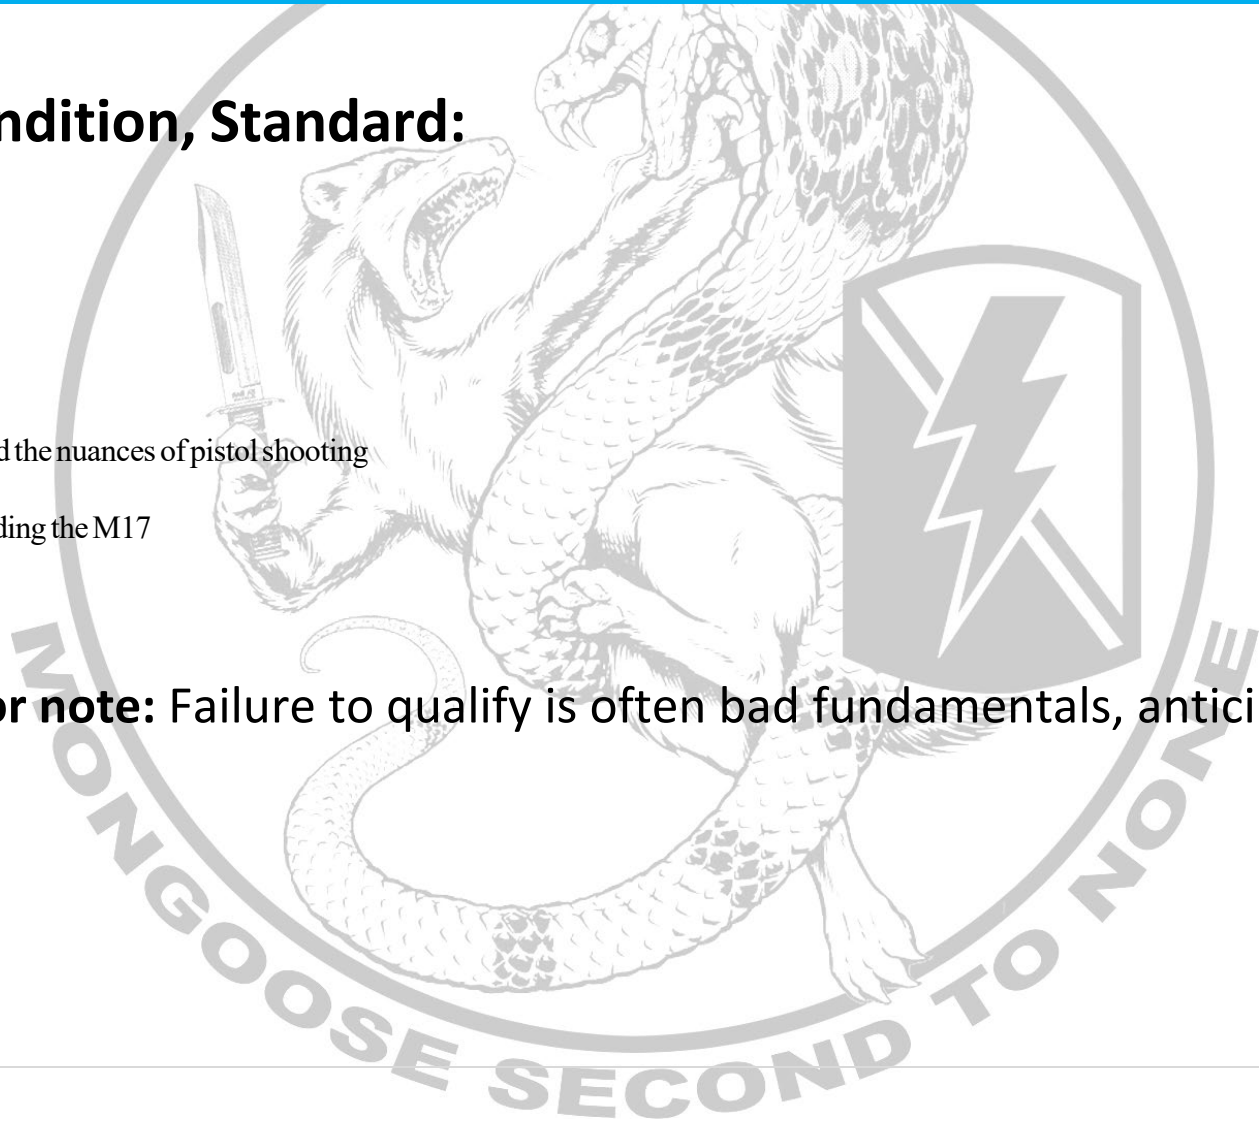 ndition, Standard:
d the nuances of pistol shooting
ding the M17
or note: Failure to qualify is often bad fundamentals, antici
MONGOOSE SECOND TO NONE